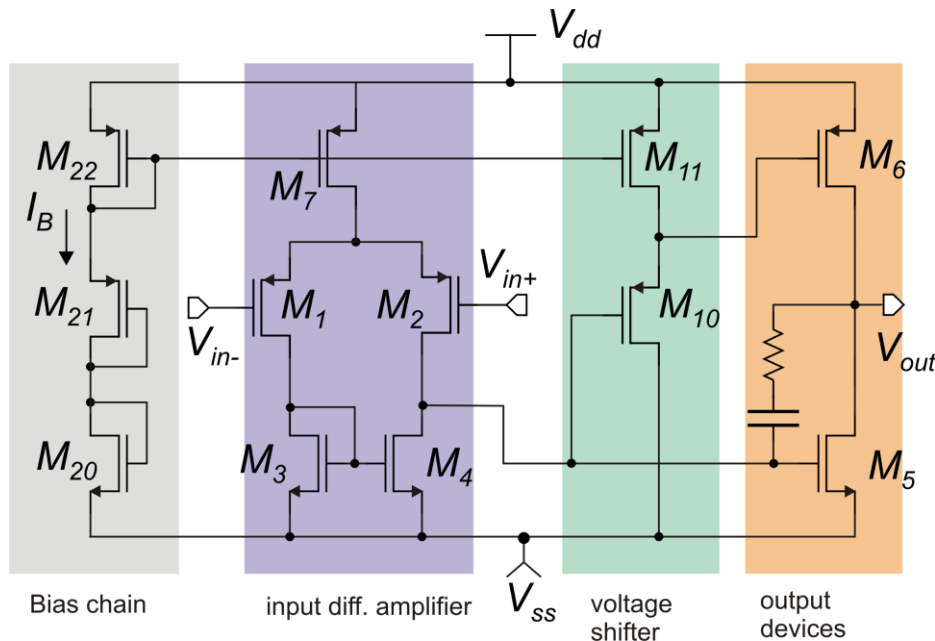 V_dd
M_22
M_7
M_11
M_6
I_B
M_21
M_1
M_2
V_in+
M_10
V_in-
V_out
M_20
M_3
M_4
M_5
V_ss
Bias chain
input diff. amplifier
voltage
shifter
output
devices